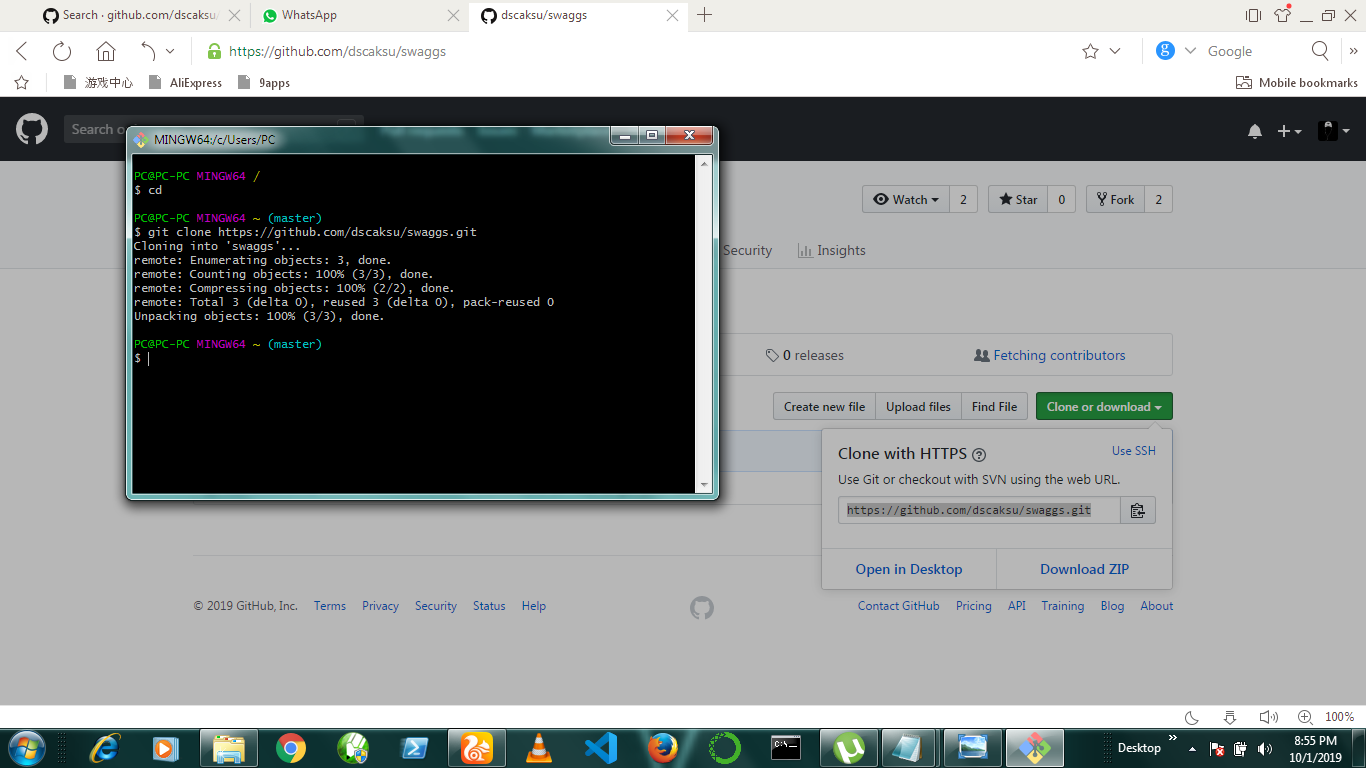 Search · github.com/dscaksu/
WhatsApp
dscaksu/swaggs
https://github.com/dscaksu/swaggs
Google
游戏中心
AliExpress
9apps
Mobile bookmarks
Search o
MINGW64:/c/Users/PC
PC@PC-PC MINGW64 /
$ cd
PC@PC-PC MINGW64 ~ (master)
$ git clone https://github.com/dscaksu/swaggs.git
Cloning into 'swaggs'...
remote: Enumerating objects: 3, done.
remote: Counting objects: 100% (3/3), done.
remote: Compressing objects: 100% (2/2), done.
remote: Total 3 (delta 0), reused 3 (delta 0), pack-reused 0
Unpacking objects: 100% (3/3), done.
PC@PC-PC MINGW64 ~ (master)
$
Watch 2
Star 0
Fork 2
Security
Insights
0 releases
Fetching contributors
Create new file
Upload files
Find File
Clone or download
Clone with HTTPS
Use SSH
Use Git or checkout with SVN using the web URL.
https://github.com/dscaksu/swaggs.git
Open in Desktop
Download ZIP
© 2019 GitHub, Inc.
Terms
Privacy
Security
Status
Help
Contact GitHub
Pricing
API
Training
Blog
About
100%
Desktop
8:55 PM
10/1/2019